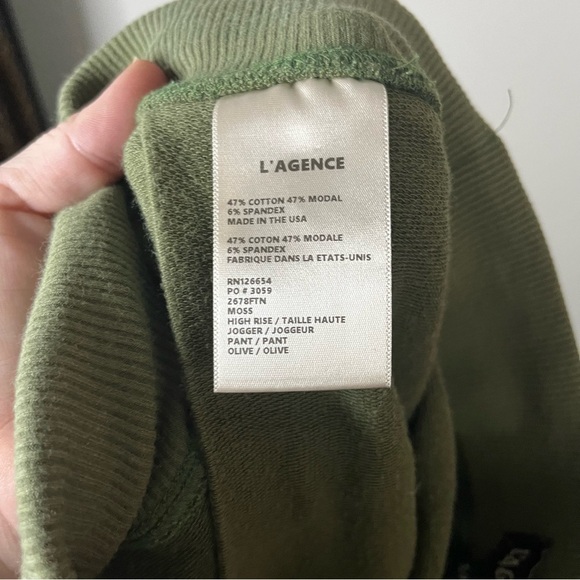 L'AGENCE
47% COTTON 47% MODAL
6% SPANDEX
MADE IN THE USA
47% COTON 47% MODALE
6% SPANDEX
FABRIQUE DANS LA ETATS-UNIS
RN126654
PO # 3059
2678FTN
MOSS
HIGH RISE / TAILLE HAUTE
JOGGER / JOGGEUR
PANT / PANT
OLIVE / OLIVE